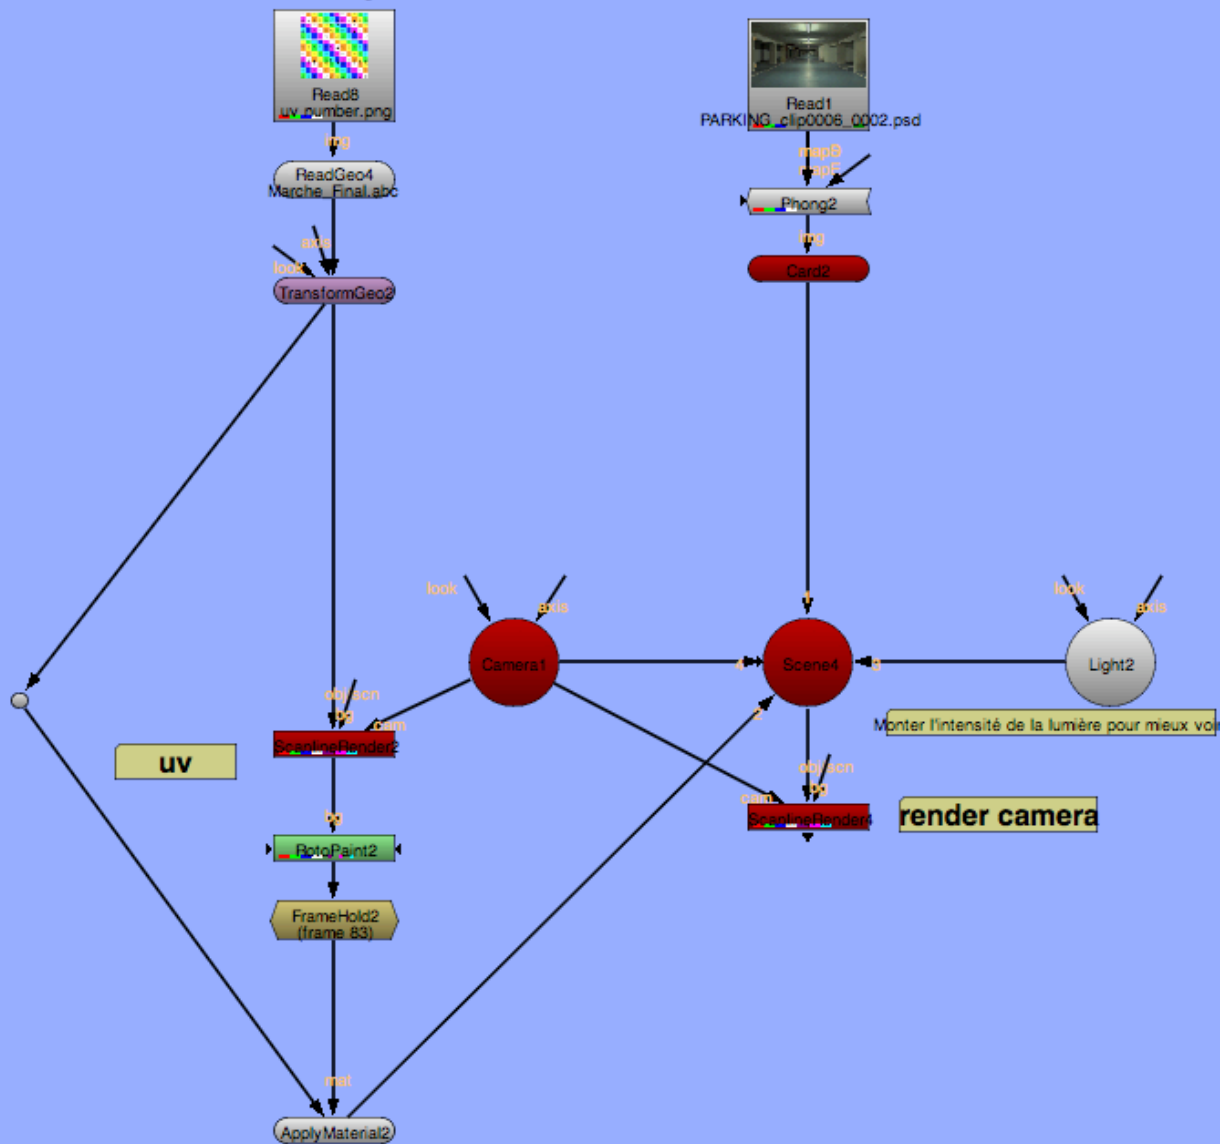 Read8
uv_number.png
img
ReadGeo4
Marche_Final.abc
axis
look
TransformGeo2
Read1
PARKING_clip0006_0002.psd
mapB
mapE
Phong2
img
Card2
look
axis
Camera1
1
4
Scene4
3
2
look
axis
Light2
Monter l'intensité de la lumière pour mieux voir
obj/scn
bg
cam
ScanlineRender2
uv
obj/scn
bg
cam
ScanlineRender4
render camera
bg
RotoPaint2
FrameHold2
(frame 83)
mat
ApplyMaterial2